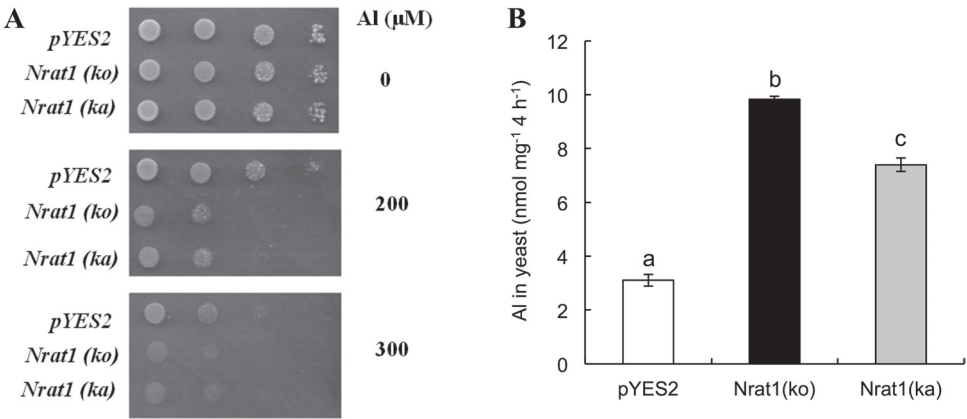 A
Al (μM)
pYES2
Nrat1 (ko)
Nrat1 (ka)
0
pYES2
Nrat1 (ko)
Nrat1 (ka)
200
pYES2
Nrat1 (ko)
Nrat1 (ka)
300
B
Al in yeast (nmol mg⁻¹ 4 h⁻¹)
12
10
8
6
4
2
0
a
b
c
pYES2
Nrat1(ko)
Nrat1(ka)